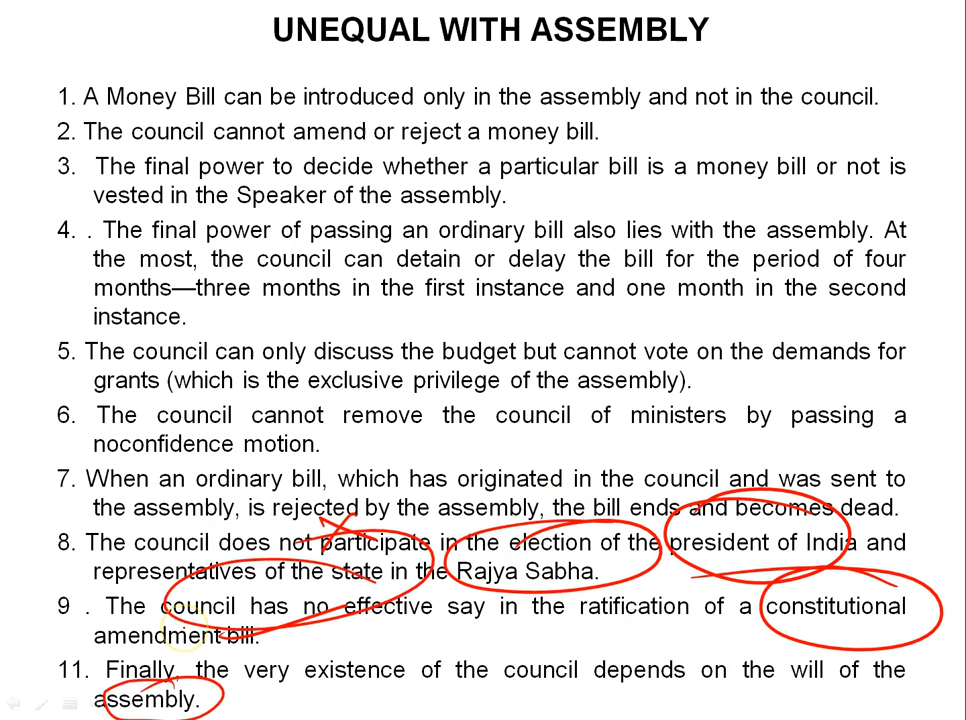 UNEQUAL WITH ASSEMBLY
1. A Money Bill can be introduced only in the assembly and not in the council.
2. The council cannot amend or reject a money bill.
3. The final power to decide whether a particular bill is a money bill or not is
vested in the Speaker of the assembly.
4. . The final power of passing an ordinary bill also lies with the assembly. At
the most, the council can detain or delay the bill for the period of four
months—three months in the first instance and one month in the second
instance.
5. The council can only discuss the budget but cannot vote on the demands for
grants (which is the exclusive privilege of the assembly).
6. The council cannot remove the council of ministers by passing a
noconfidence motion.
7. When an ordinary bill, which has originated in the council and was sent to
the assembly, is rejected by the assembly, the bill ends and becomes dead.
8. The council does not participate in the election of the president of India and
representatives of the state in the Rajya Sabha.
9 . The council has no effective say in the ratification of a constitutional
amendment bill.
11. Finally, the very existence of the council depends on the will of the
assembly.